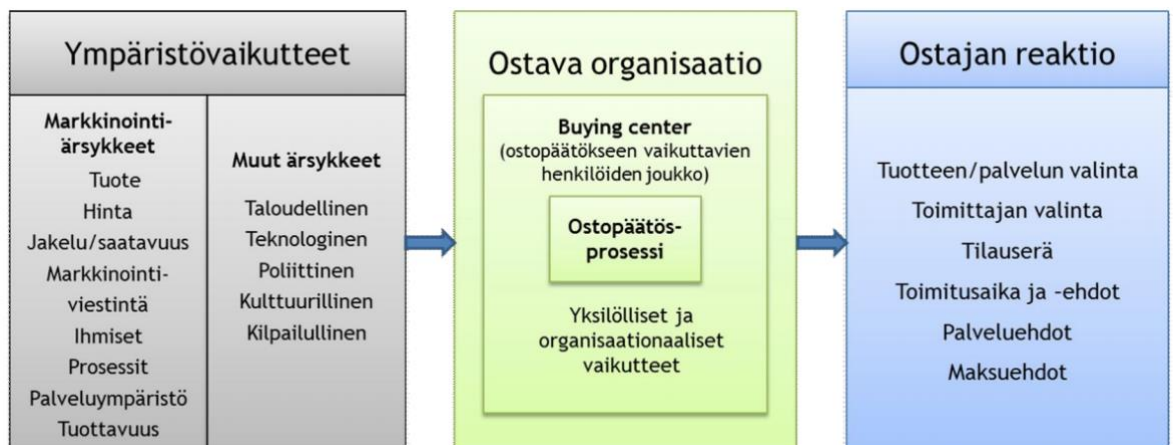 Ympäristövaikutteet
Markkinointi-
ärsykkeet
Tuote
Hinta
Jakelu/saatavuus
Markkinointi-
viestintä
Ihmiset
Prosessit
Palveluympäristö
Tuottavuus
Muut ärsykkeet
Taloudellinen
Teknologinen
Poliittinen
Kulttuurillinen
Kilpailullinen
Ostava organisaatio
Buying center
(ostopäätökseen vaikuttavien
henkilöiden joukko)
Ostopäätös-
prosessi
Yksilölliset ja
organisaationaaliset
vaikutteet
Ostajan reaktio
Tuotteen/palvelun valinta
Toimittajan valinta
Tilauserä
Toimitusaika ja -ehdot
Palveluehdot
Maksuehdot